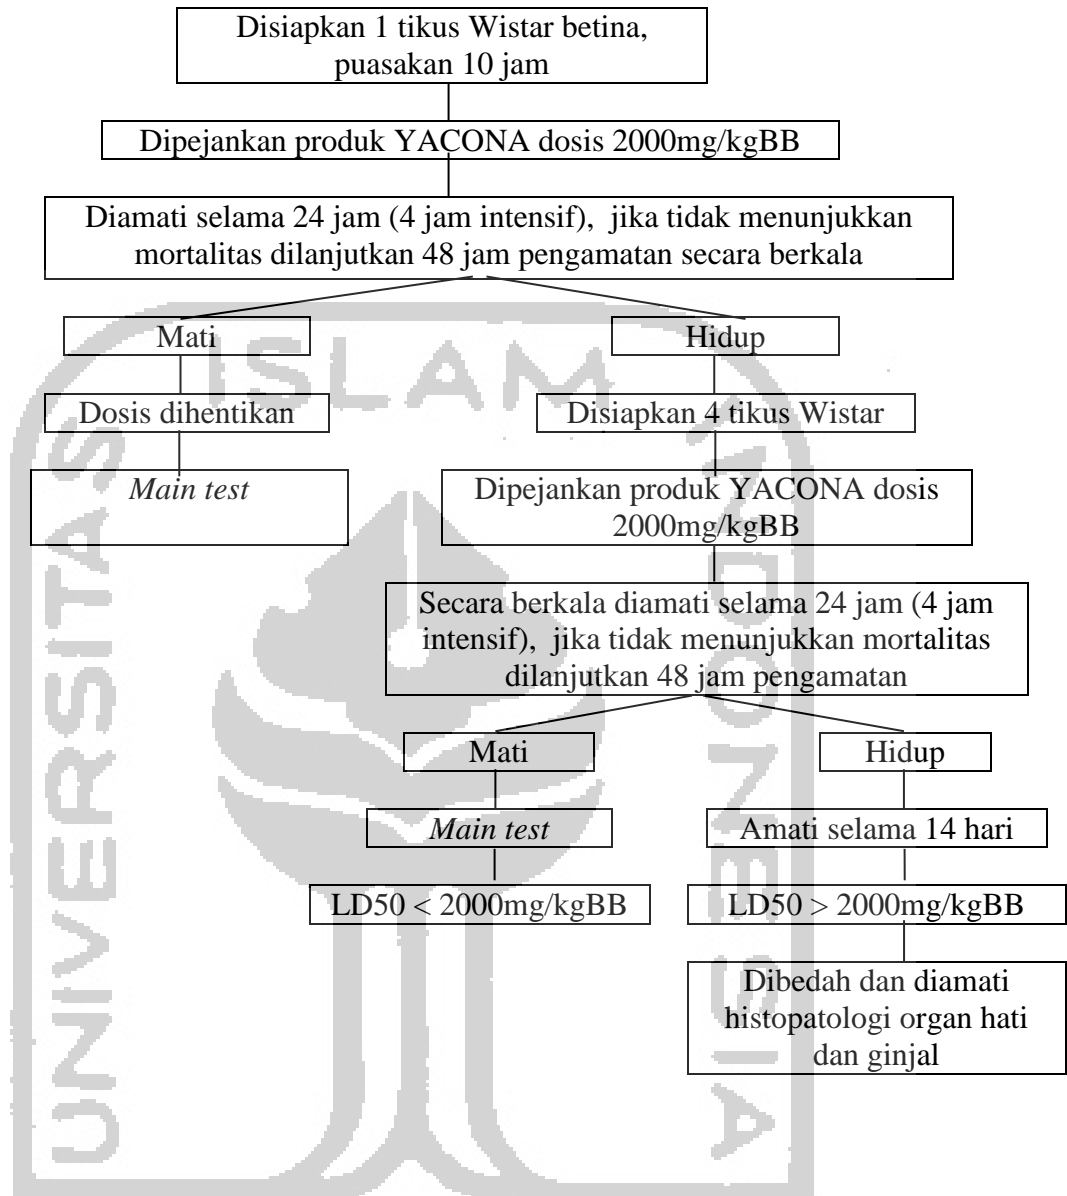 Disiapkan 1 tikus Wistar betina,
puasakan 10 jam
Dipejankan produk YACONA dosis 2000mg/kgBB
Diamati selama 24 jam (4 jam intensif), jika tidak menunjukkan
mortalitas dilanjutkan 48 jam pengamatan secara berkala
Mati
Hidup
Dosis dihentikan
Disiapkan 4 tikus Wistar
Main test
Dipejankan produk YACONA dosis
2000mg/kgBB
Secara berkala diamati selama 24 jam (4 jam
intensif), jika tidak menunjukkan mortalitas
dilanjutkan 48 jam pengamatan
Mati
Hidup
Main test
Amati selama 14 hari
LD50 < 2000mg/kgBB
LD50 > 2000mg/kgBB
Dibedah dan diamati
histopatologi organ hati
dan ginjal
UNIVERSITAS
ISLAM
INDONESIA